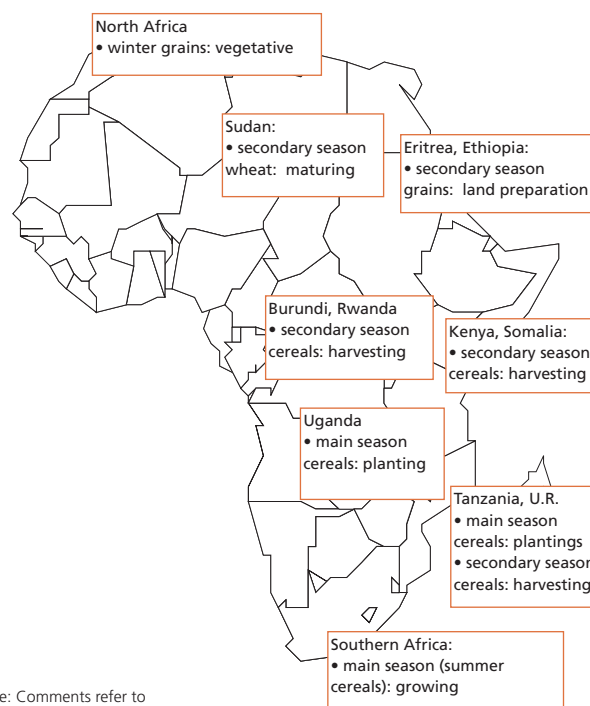 North Africa
• winter grains: vegetative
Sudan:
• secondary season
wheat: maturing
Eritrea, Ethiopia:
• secondary season
grains: land preparation
Burundi, Rwanda
• secondary season
cereals: harvesting
Kenya, Somalia:
• secondary season
cereals: harvesting
Uganda
• main season
cereals: planting
Tanzania, U.R.
• main season
cereals: plantings
• secondary season
cereals: harvesting
Southern Africa:
• main season (summer
cereals): growing
e: Comments refer to